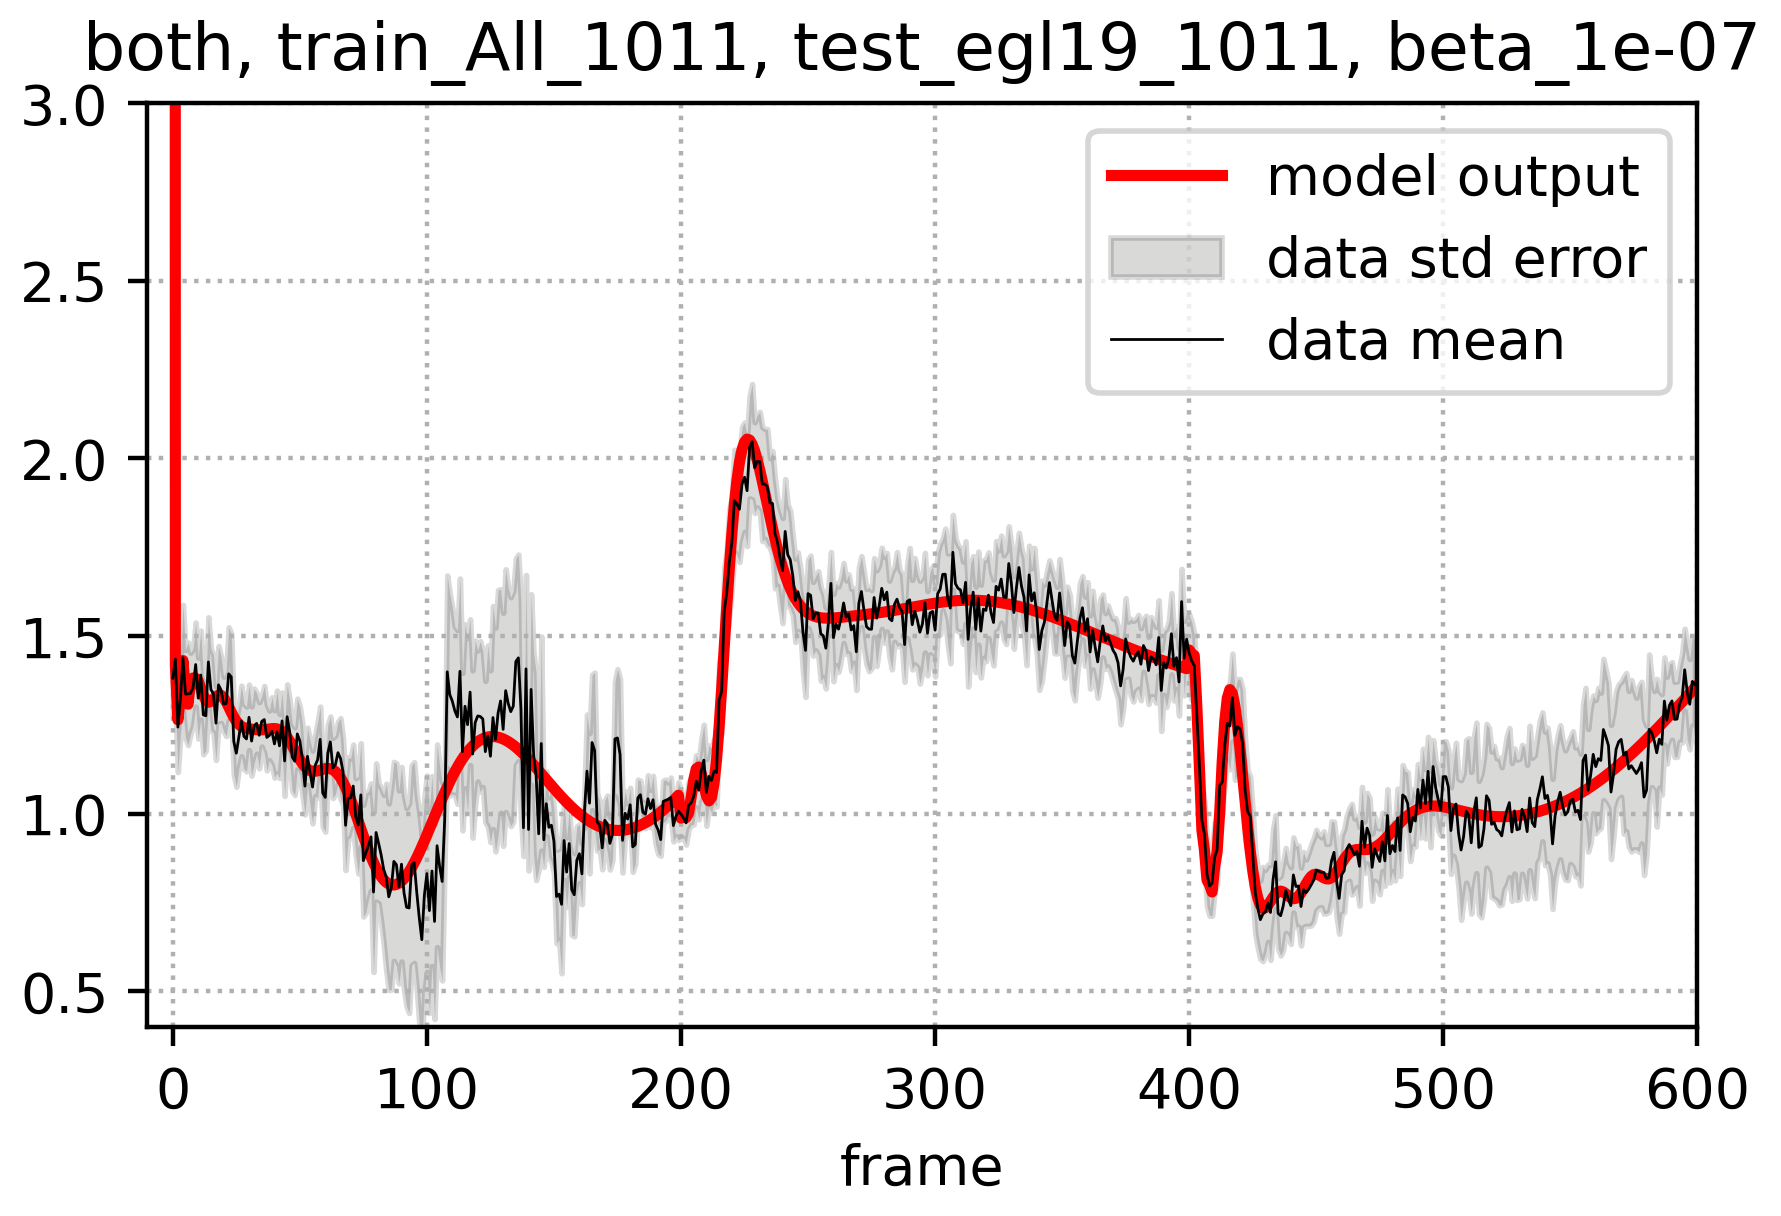 both, train_All_1011, test_egl19_1011, beta_1e-07
3.0
2.5
2.0
1.5
1.0
0.5
model output
data std error
data mean
0 100 200 300 400 500 600
frame